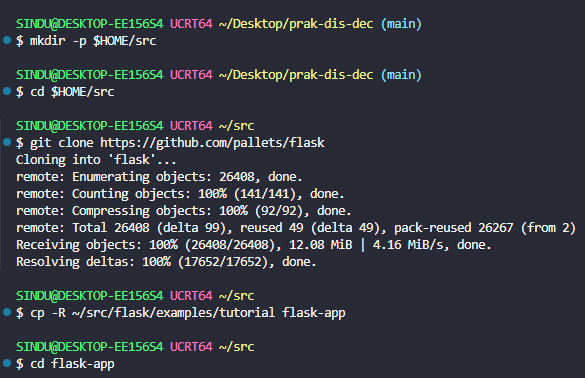 SINDU@DESKTOP-EE156S4 UCRT64 ~/Desktop/prak-dis-dec (main)
$ mkdir -p $HOME/src
SINDU@DESKTOP-EE156S4 UCRT64 ~/Desktop/prak-dis-dec (main)
$ cd $HOME/src
SINDU@DESKTOP-EE156S4 UCRT64 ~/src
$ git clone https://github.com/pallets/flask
Cloning into 'flask'...
remote: Enumerating objects: 26408, done.
remote: Counting objects: 100% (141/141), done.
remote: Compressing objects: 100% (92/92), done.
remote: Total 26408 (delta 99), reused 49 (delta 49), pack-reused 26267 (from 2)
Receiving objects: 100% (26408/26408), 12.08 MiB | 4.16 MiB/s, done.
Resolving deltas: 100% (17652/17652), done.
SINDU@DESKTOP-EE156S4 UCRT64 ~/src
$ cp -R ~/src/flask/examples/tutorial flask-app
SINDU@DESKTOP-EE156S4 UCRT64 ~/src
$ cd flask-app